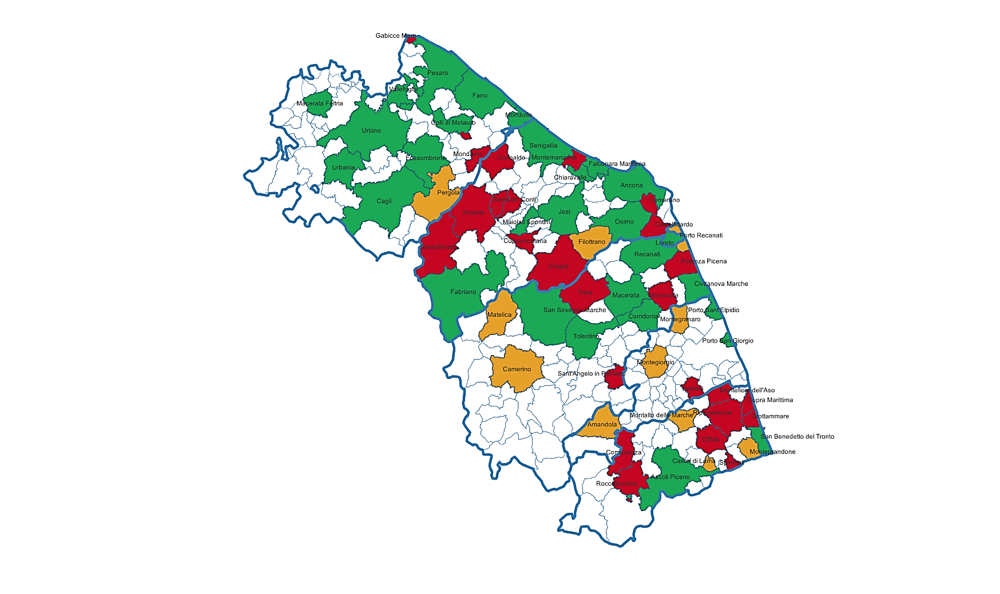 Gabicce Mare
Pesaro
Vallefoglia
Fano
Macerata Feltria
Mondolfo
Colli al Metauro
Urbino
Senigallia
Mondavio
Corinaldo
Montemarciano
Fossombrone
Falconara Marittima
Urbania
Chiaravalle
Ancona
Pergola
Serra de' Conti
Camerano
Cagli
Arcevia
Jesi
Maiolati Spontini
Osimo
Castelfidardo
Porto Recanati
Cupramontana
Filottrano
Loreto
Sassoferrato
Recanati
Potenza Picena
Cingoli
Civitanova Marche
Fabriano
Treia
Macerata
Morrovalle
San Severino Marche
Porto Sant'Elpidio
Matelica
Corridonia
Montegranaro
Tolentino
Porto San Giorgio
Montegiorgio
Camerino
Sant'Angelo in Pontano
Petritoli
Montefiore dell'Aso
Cupra Marittima
Ripatransone
Montalto delle Marche
Grottammare
Amandola
San Benedetto del Tronto
Offida
Comunanza
Monteprandone
Castel di Lama
Spinetoli
Ascoli Piceno
Roccafluvione